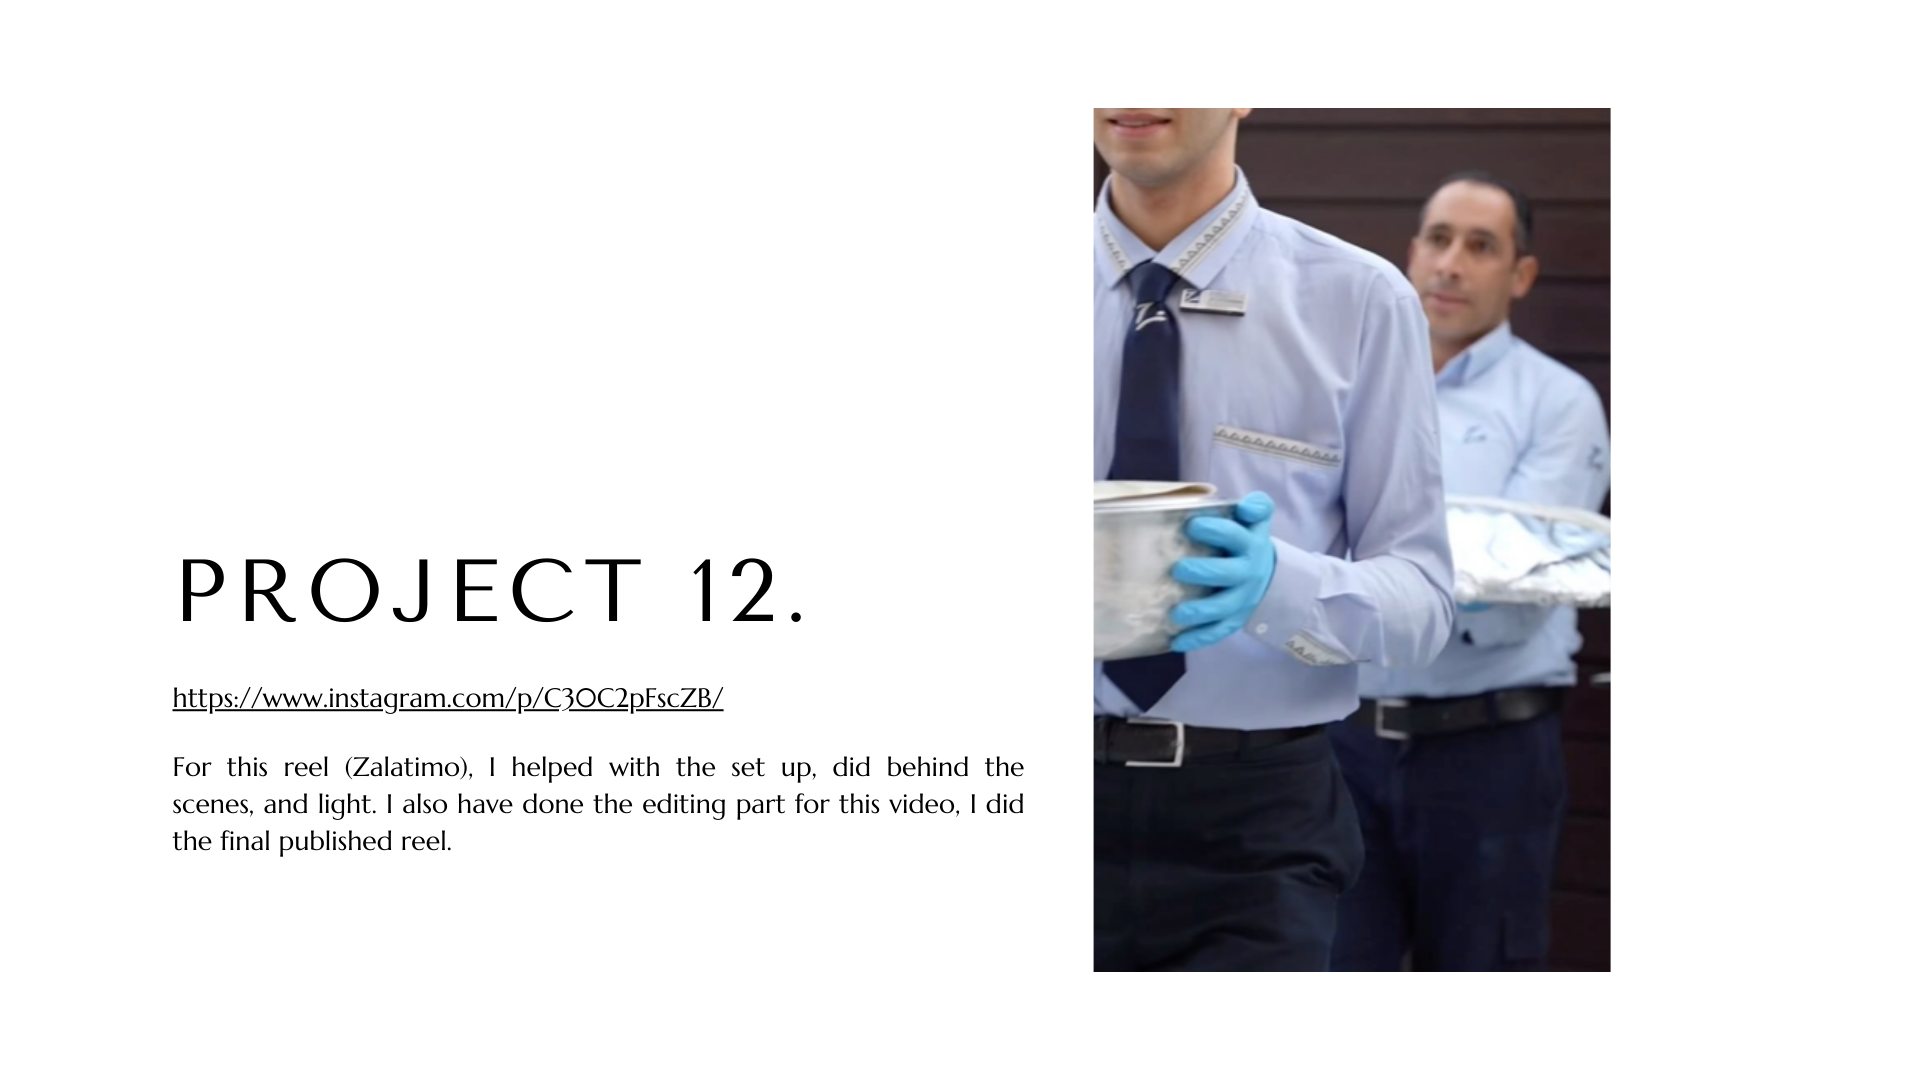 PROJECT 12.
https://www.instagram.com/p/C3OC2pFscZB/
For this reel (Zalatimo), I helped with the set up, did behind the
scenes, and light. I also have done the editing part for this video, I did
the final published reel.